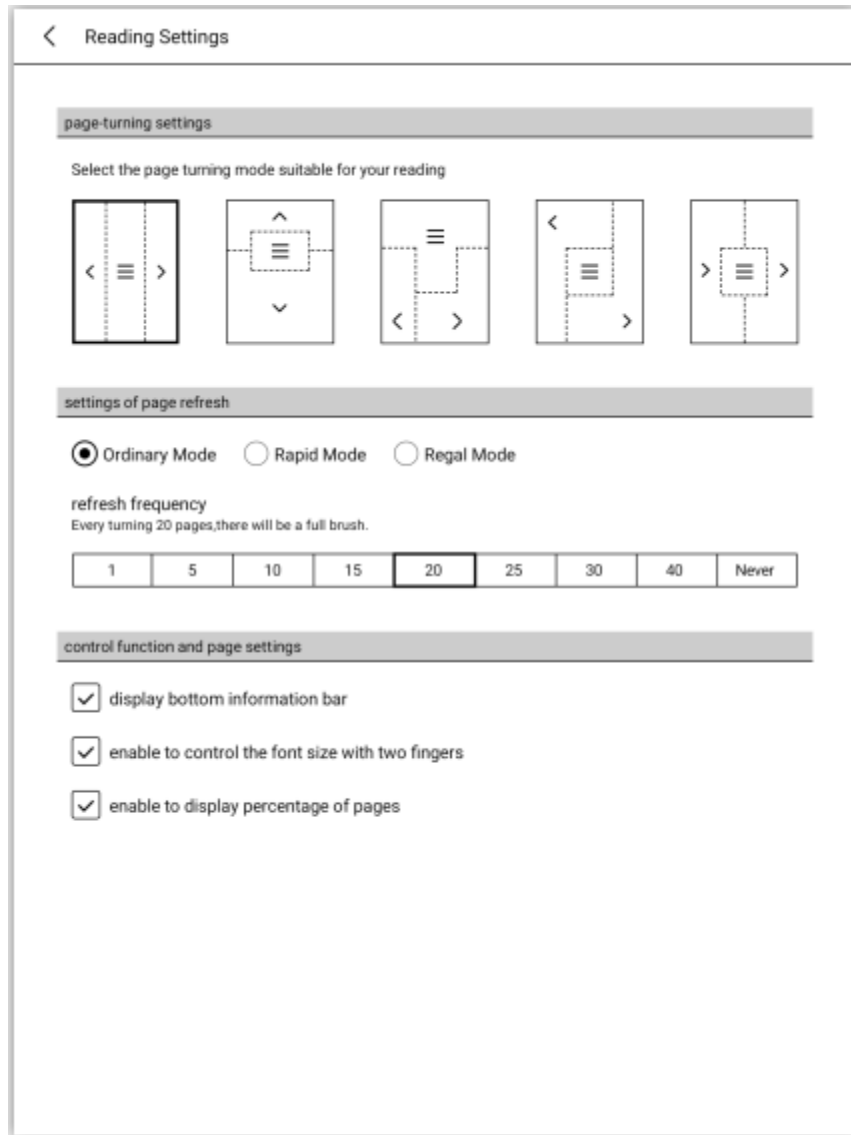 Reading Settings
page-turning settings
Select the page turning mode suitable for your reading
settings of page refresh
Ordinary Mode Rapid Mode Regal Mode
refresh frequency
Every turning 20 pages,there will be a full brush.
1 5 10 15 20 25 30 40 Never
control function and page settings
display bottom information bar
enable to control the font size with two fingers
enable to display percentage of pages